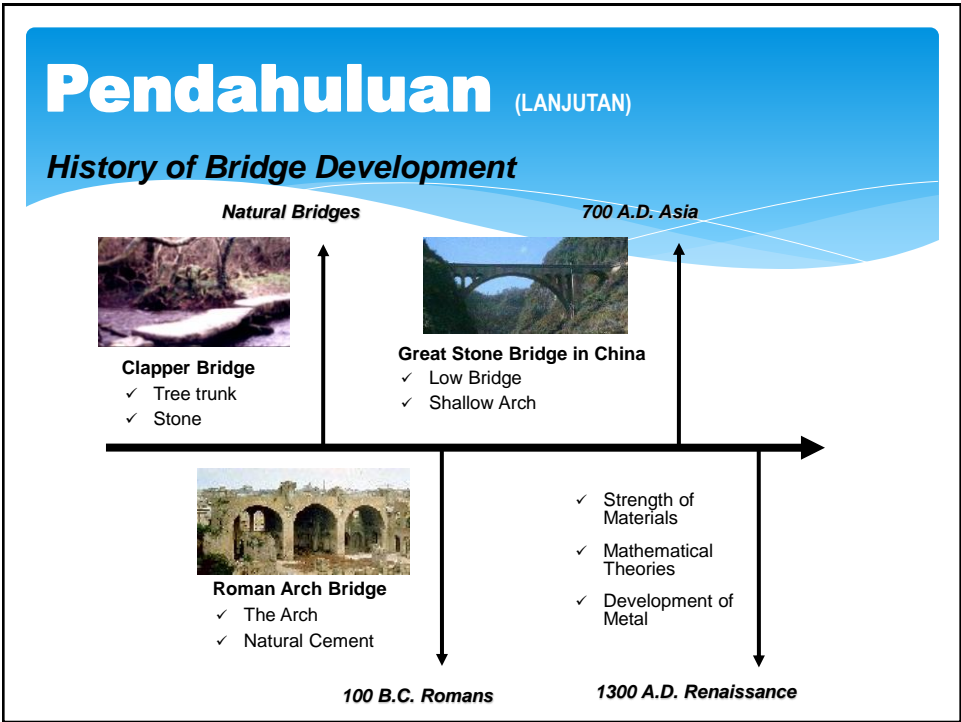 Pendahuluan (LANJUTAN)
History of Bridge Development
Natural Bridges
700 A.D. Asia
Clapper Bridge
✓ Tree trunk
✓ Stone
Great Stone Bridge in China
✓ Low Bridge
✓ Shallow Arch
Roman Arch Bridge
✓ The Arch
✓ Natural Cement
✓ Strength of
Materials
✓ Mathematical
Theories
✓ Development of
Metal
100 B.C. Romans
1300 A.D. Renaissance